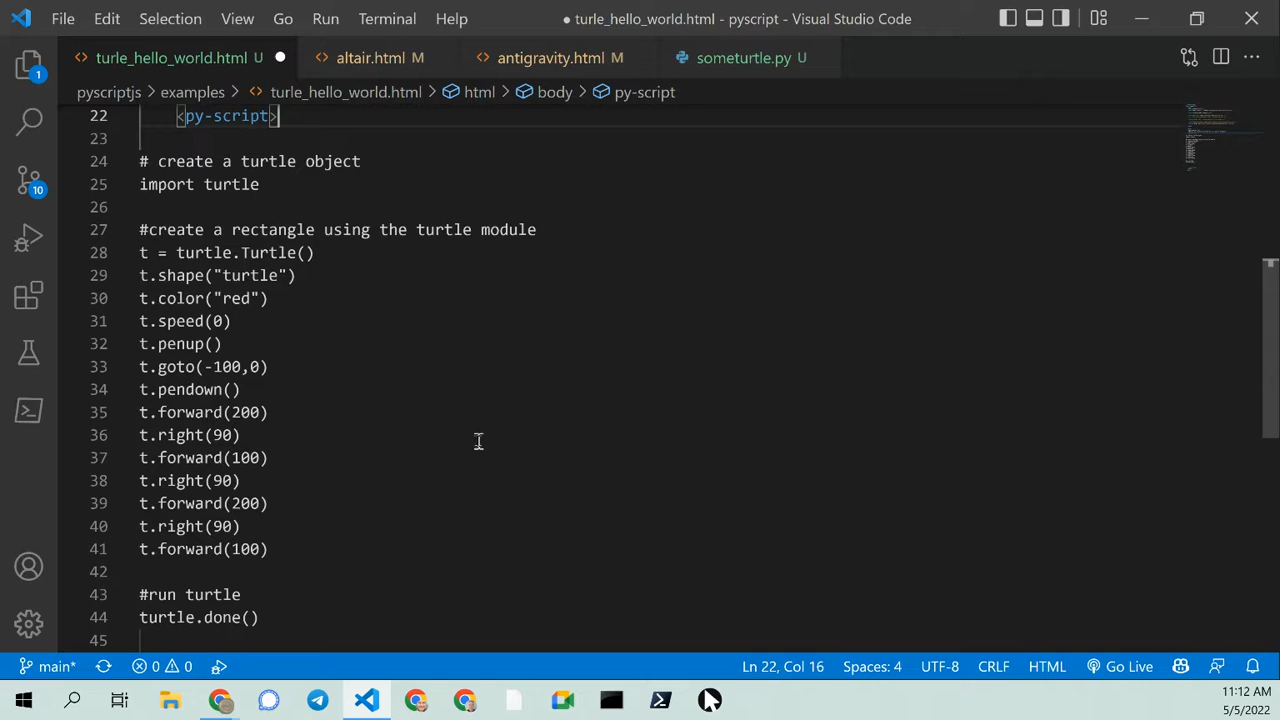 File Edit Selection View Go Run Terminal Help ● turle_hello_world.html - pyscript - Visual Studio Code
turle_hello_world.html U altair.html M antigravity.html M someturtle.py U
pyscriptjs > examples > turle_hello_world.html > html > body > py-script
22 <py-script>
23
24 # create a turtle object
25 import turtle
26
27 #create a rectangle using the turtle module
28 t = turtle.Turtle()
29 t.shape("turtle")
30 t.color("red")
31 t.speed(0)
32 t.penup()
33 t.goto(-100,0)
34 t.pendown()
35 t.forward(200)
36 t.right(90)
37 t.forward(100)
38 t.right(90)
39 t.forward(200)
40 t.right(90)
41 t.forward(100)
42
43 #run turtle
44 turtle.done()
45
1
10
main* 0 0 Ln 22, Col 16 Spaces: 4 UTF-8 CRLF HTML Go Live
11:12 AM
5/5/2022